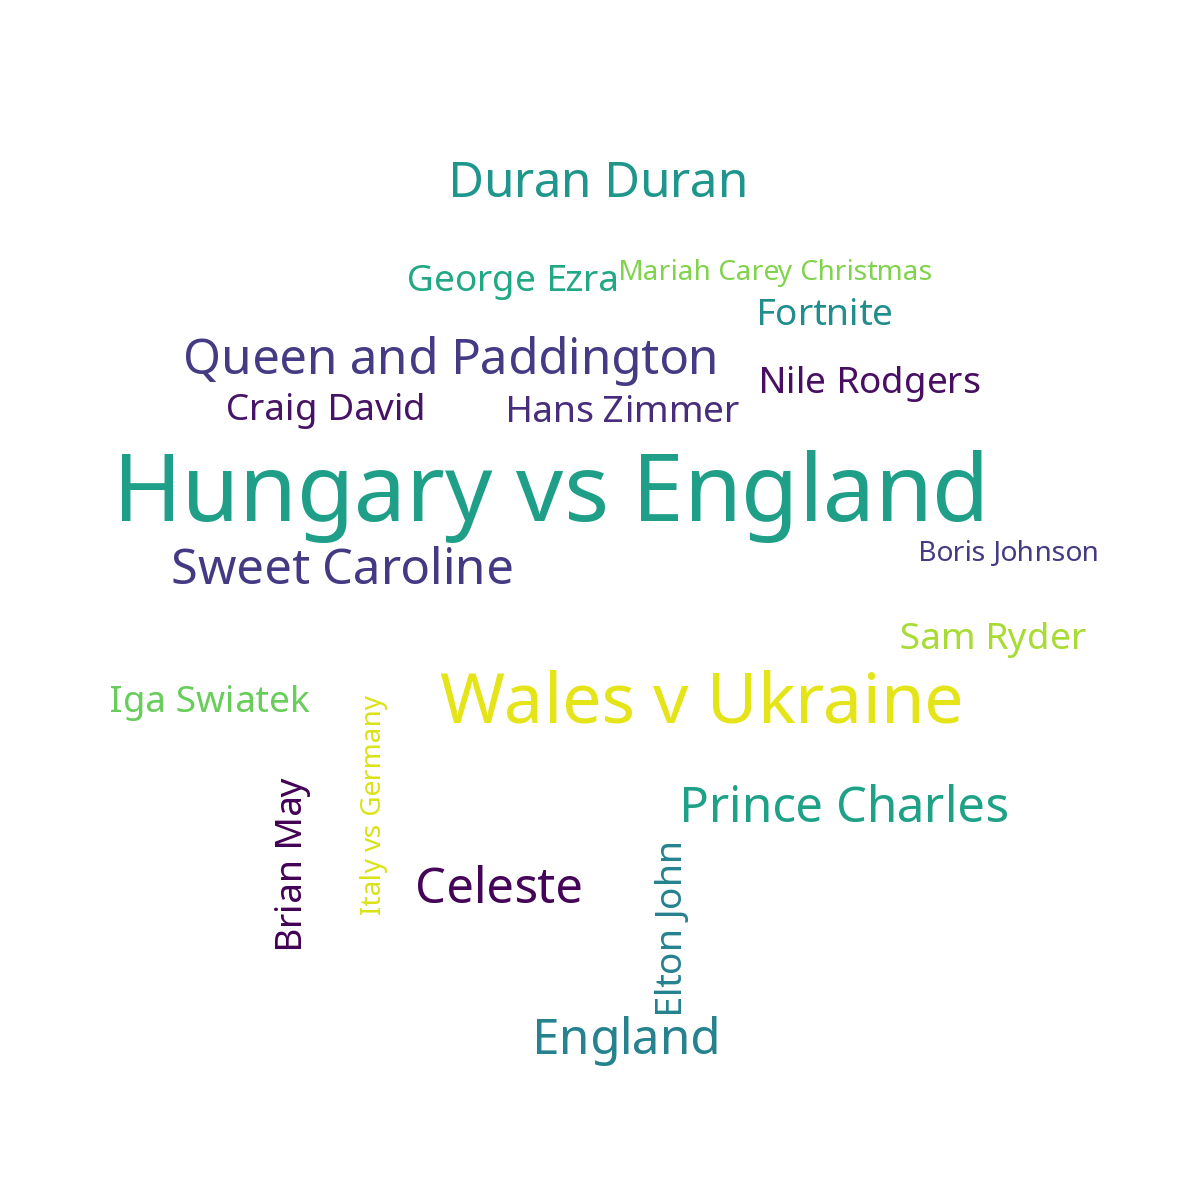 Duran Duran
George Ezra
Mariah Carey Christmas
Fortnite
Queen and Paddington
Nile Rodgers
Craig David
Hans Zimmer
Hungary vs England
Sweet Caroline
Boris Johnson
Sam Ryder
Iga Swiatek
Wales v Ukraine
Italy vs Germany
Brian May
Prince Charles
Celeste
Elton John
England